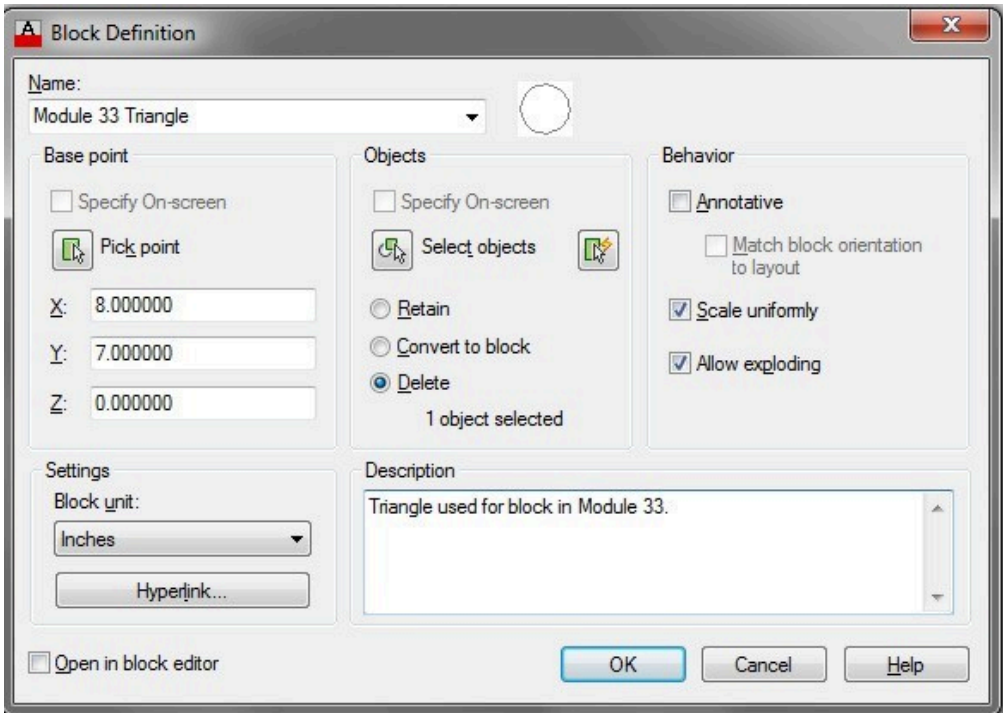 Block Definition
Name:
Module 33 Triangle
Base point
Specify On-screen
Pick point
X: 8.000000
Y: 7.000000
Z: 0.000000
Objects
Specify On-screen
Select objects
Retain
Convert to block
Delete
1 object selected
Behavior
Annotative
Match block orientation
to layout
Scale uniformly
Allow exploding
Settings
Block unit:
Inches
Hyperlink...
Description
Triangle used for block in Module 33.
Open in block editor
OK
Cancel
Help